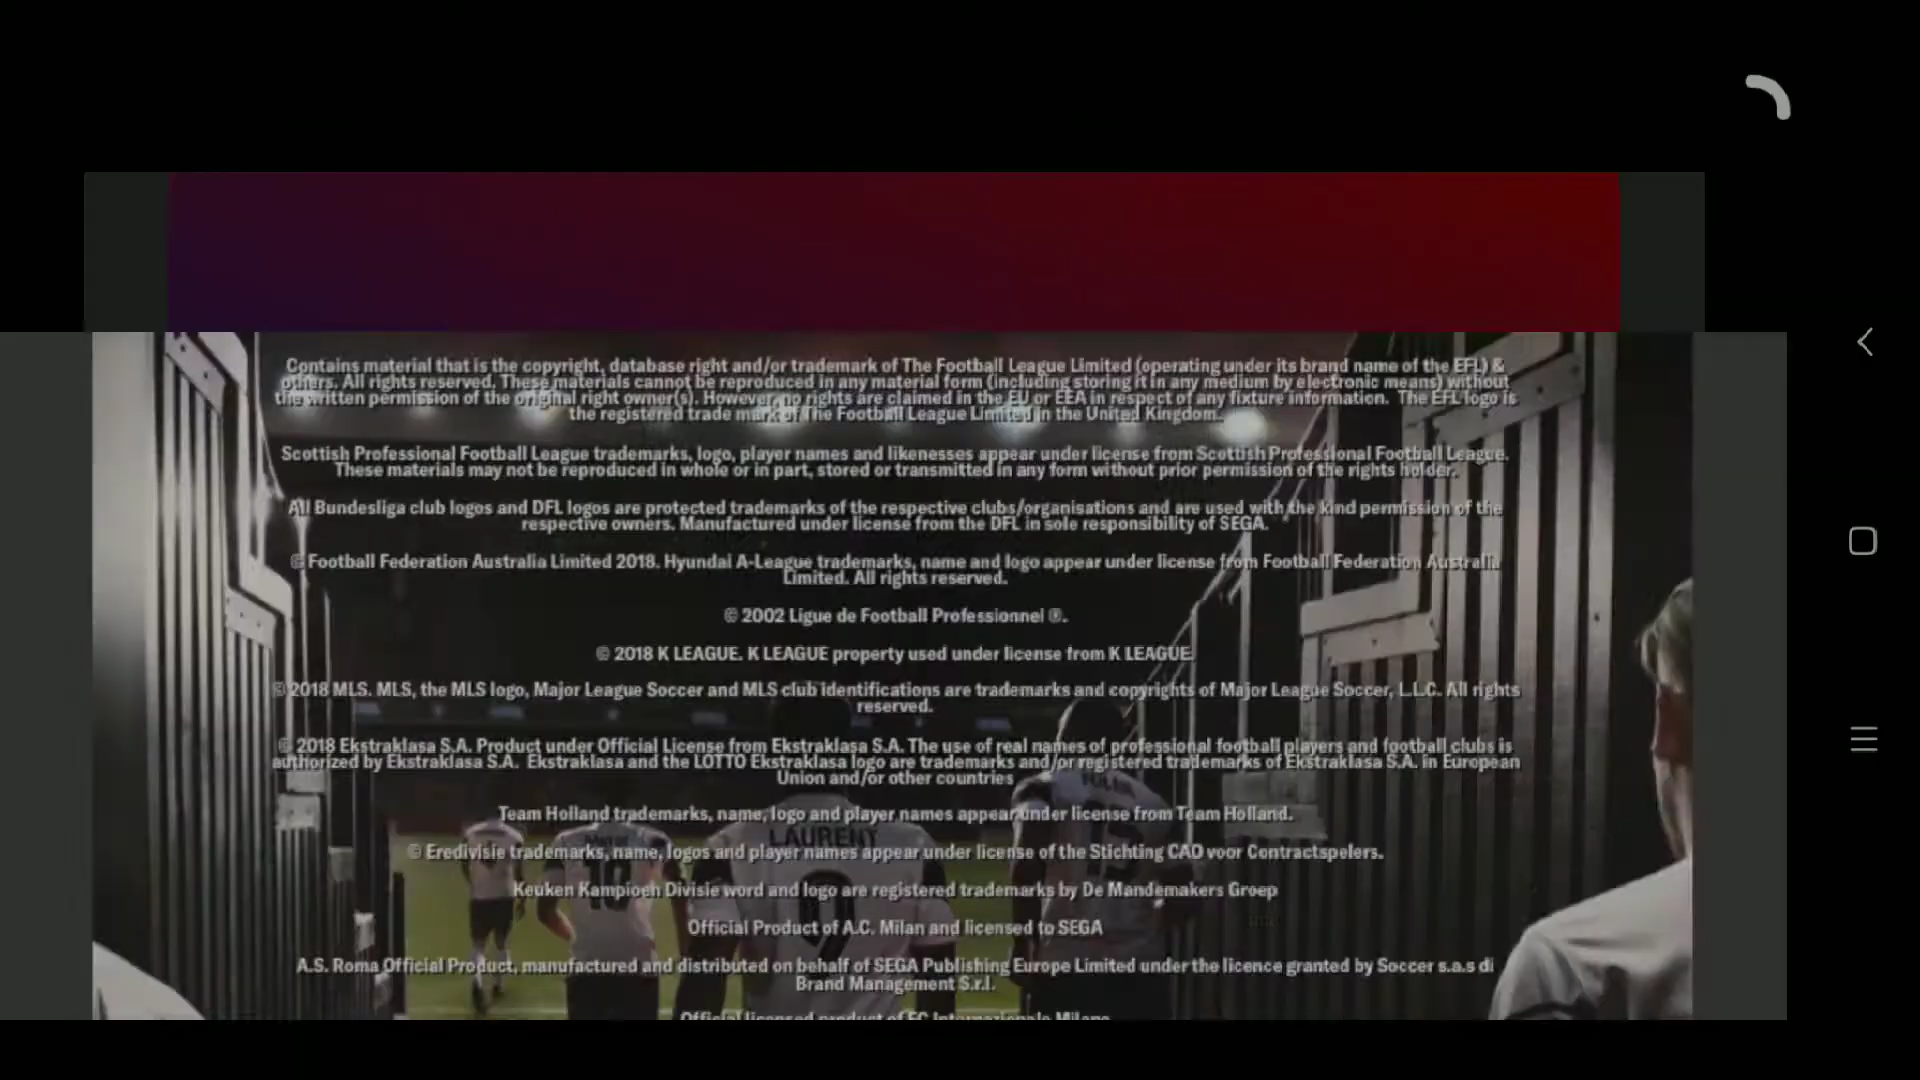 Contains material that is the copyright, database right and/or trademark of The Football League Limited (operating under its brand name of the EFL) &
others. All rights reserved. These materials cannot be reproduced in any material form (including storing it in any medium by electronic means) without
the written permission of the original right owner(s). However, no rights are claimed in the EU or EEA in respect of any fixture information. The EFL logo is
the registered trade mark of The Football League Limited in the United Kingdom.
Scottish Professional Football League trademarks, logo, player names and likenesses appear under license from Scottish Professional Football League.
These materials may not be reproduced in whole or in part, stored or transmitted in any form without prior permission of the rights holder.
All Bundesliga club logos and DFL logos are protected trademarks of the respective clubs/organisations and are used with the kind permission of the
respective owners. Manufactured under license from the DFL in sole responsibility of SEGA.
© Football Federation Australia Limited 2018. Hyundai A-League trademarks, name and logo appear under license from Football Federation Australia
Limited. All rights reserved.
© 2002 Ligue de Football Professionnel ®.
© 2018 K LEAGUE. K LEAGUE property used under license from K LEAGUE.
© 2018 MLS. MLS, the MLS logo, Major League Soccer and MLS club identifications are trademarks and copyrights of Major League Soccer, L.L.C. All rights
reserved.
© 2018 Ekstraklasa S.A. Product under Official License from Ekstraklasa S.A. The use of real names of professional football players and football clubs is
authorized by Ekstraklasa S.A. Ekstraklasa and the LOTTO Ekstraklasa logo are trademarks and/or registered trademarks of Ekstraklasa S.A. in European
Union and/or other countries
Team Holland trademarks, name, logo and player names appear under license from Team Holland.
LAURENT
© Eredivisie trademarks, name, logos and player names appear under license of the Stichting CAO voor Contractspelers.
10
Keuken Kampioen Divisie word and logo are registered trademarks by De Mandemakers Groep
Official Product of A.C. Milan and licensed to SEGA
A.S. Roma Official Product, manufactured and distributed on behalf of SEGA Publishing Europe Limited under the licence granted by Soccer s.a.s di
Brand Management S.r.l.
Official licensed product of FC Internazionale Milano